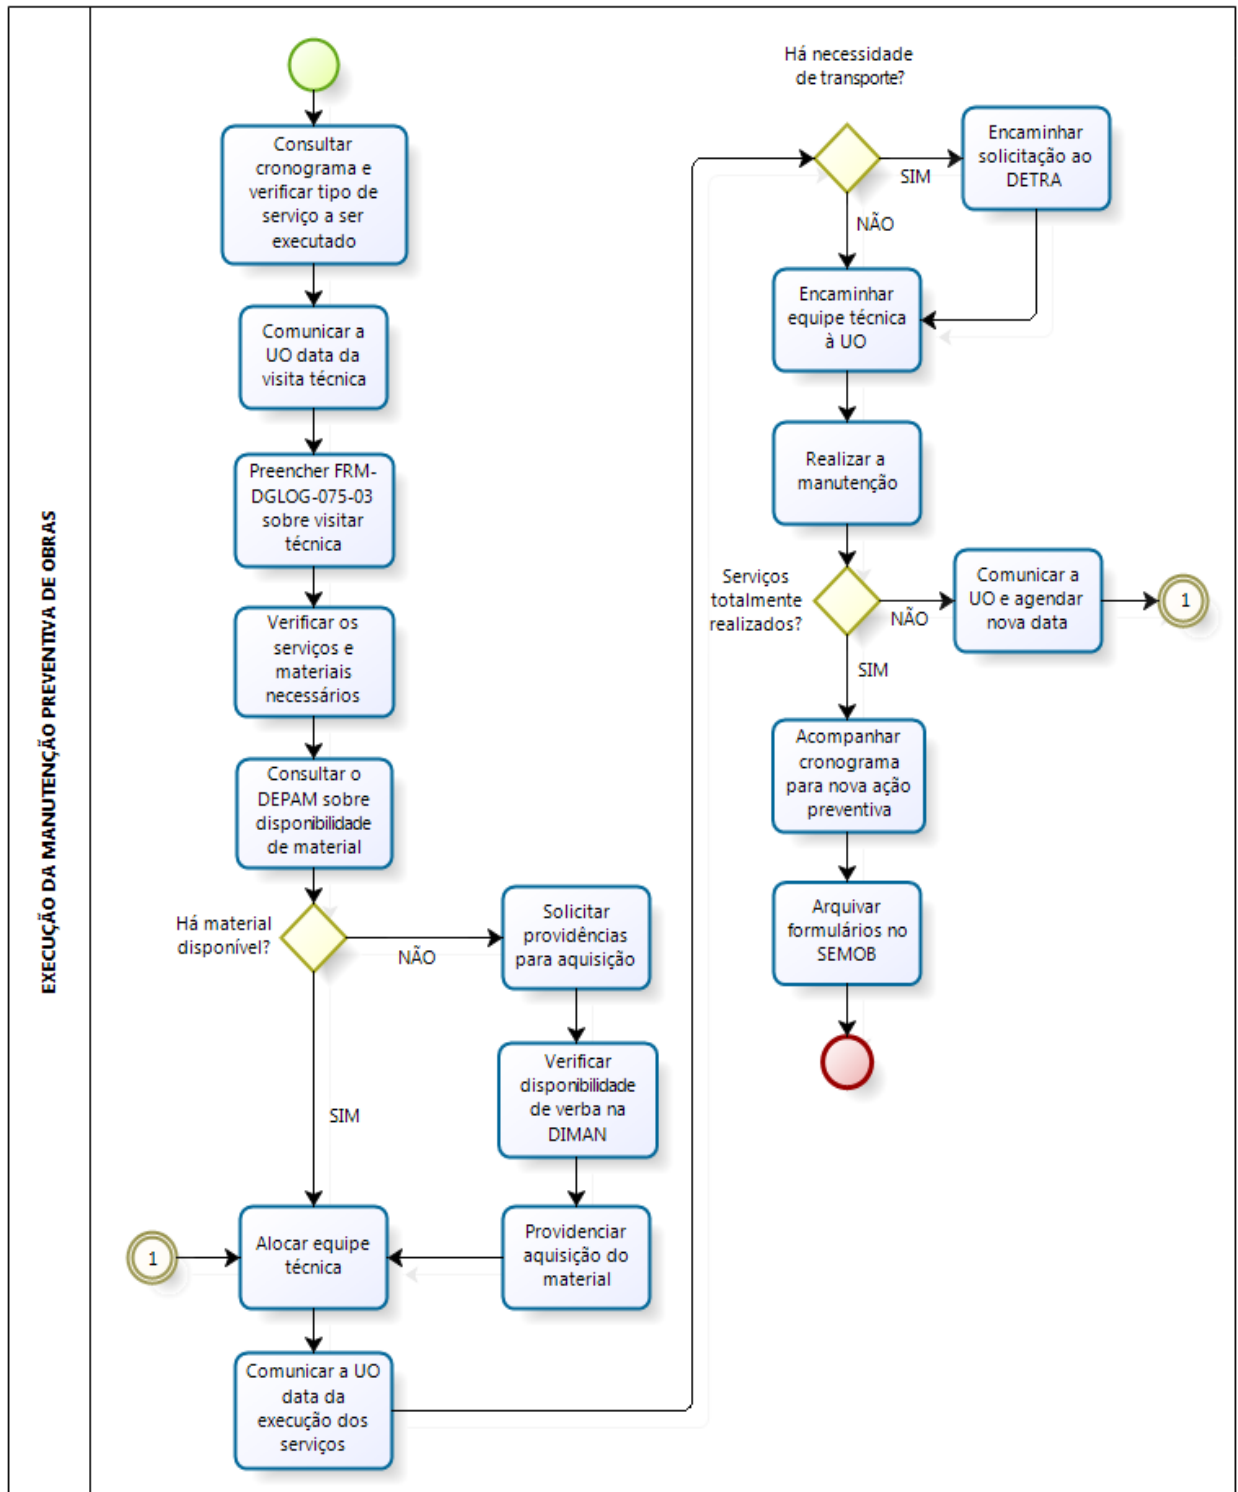 EXECUÇÃO DA MANUTENÇÃO PREVENTIVA DE OBRAS
Consultar
cronograma e
verificar tipo de
serviço a ser
executado
Comunicar a
UO data da
visita técnica
Preencher FRM-
DGLOG-075-03
sobre visitar
técnica
Verificar os
serviços e
materiais
necessários
Consultar o
DEPAM sobre
disponibilidade
de material
Há material
disponível?
NÃO
SIM
Solicitar
providências
para aquisição
Verificar
disponibilidade
de verba na
DIMAN
Providenciar
aquisição do
material
1
Alocar equipe
técnica
Comunicar a UO
data da
execução dos
serviços
Há necessidade
de transporte?
SIM
NÃO
Encaminhar
solicitação ao
DETRA
Encaminhar
equipe técnica
à UO
Realizar a
manutenção
Serviços
totalmente
realizados?
NÃO
SIM
Comunicar a
UO e agendar
nova data
1
Acompanhar
cronograma
para nova ação
preventiva
Arquivar
formulários no
SEMOB